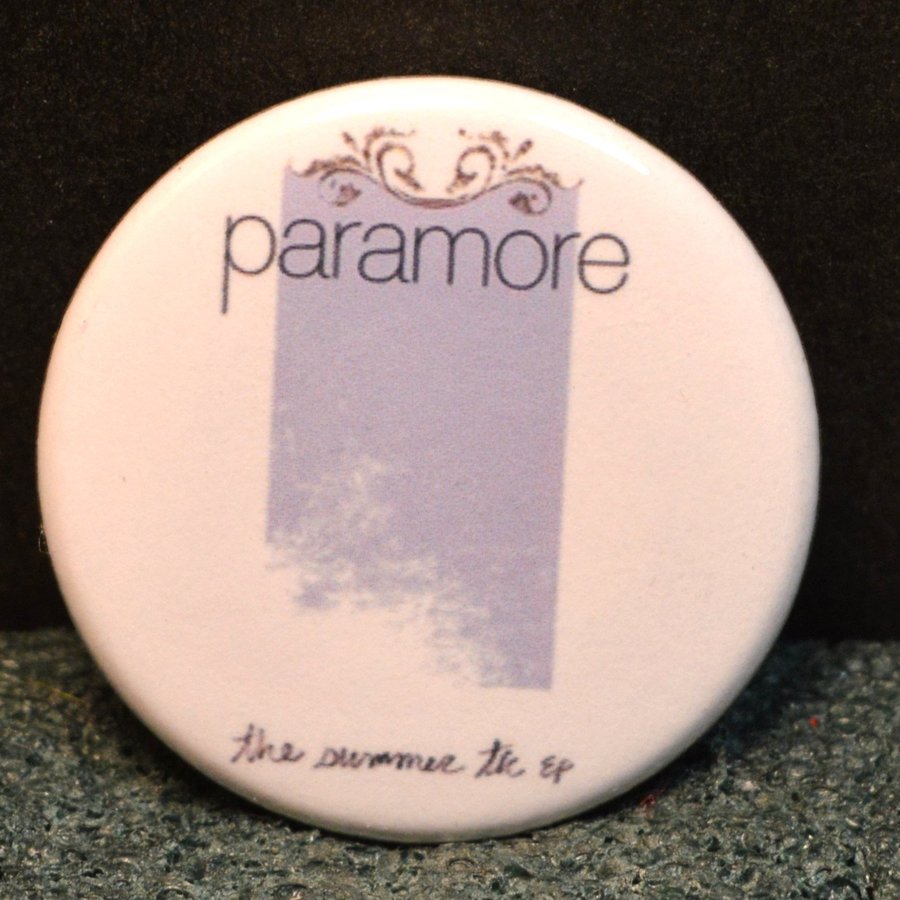 paramore
the summer tic EP